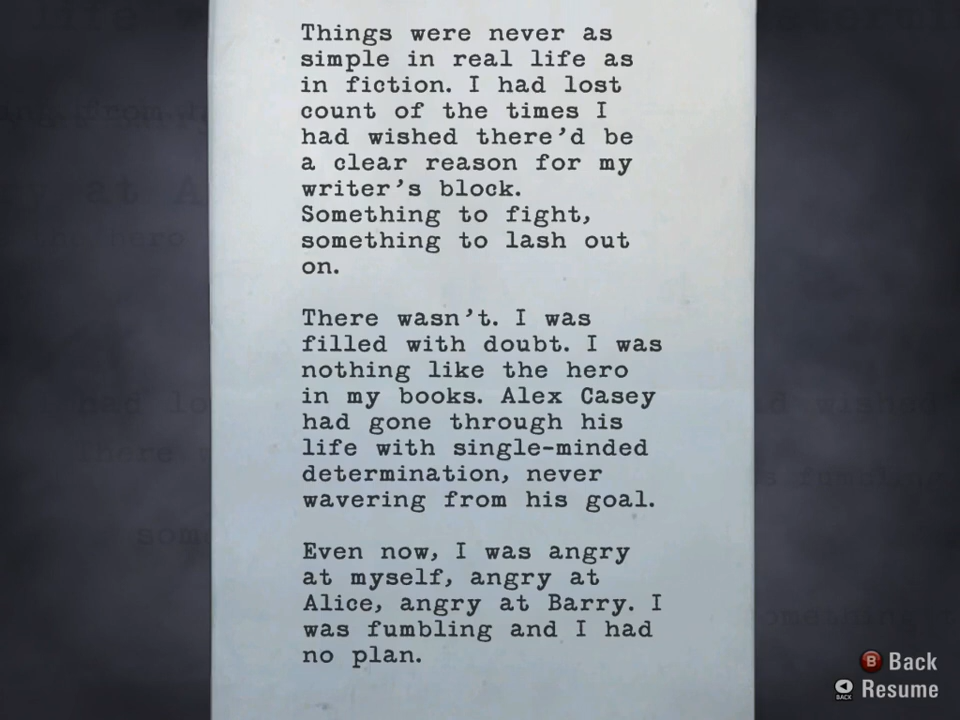 Things were never as
simple in real life as
in fiction. I had lost
count of the times I
had wished there'd be
a clear reason for my
writer's block.
Something to fight,
something to lash out
on.
There wasn't. I was
filled with doubt. I was
nothing like the hero
in my books. Alex Casey
had gone through his
life with single-minded
determination, never
wavering from his goal.
Even now, I was angry
at myself, angry at
Alice, angry at Barry. I
was fumbling and I had
no plan.
B Back
BACK Resume